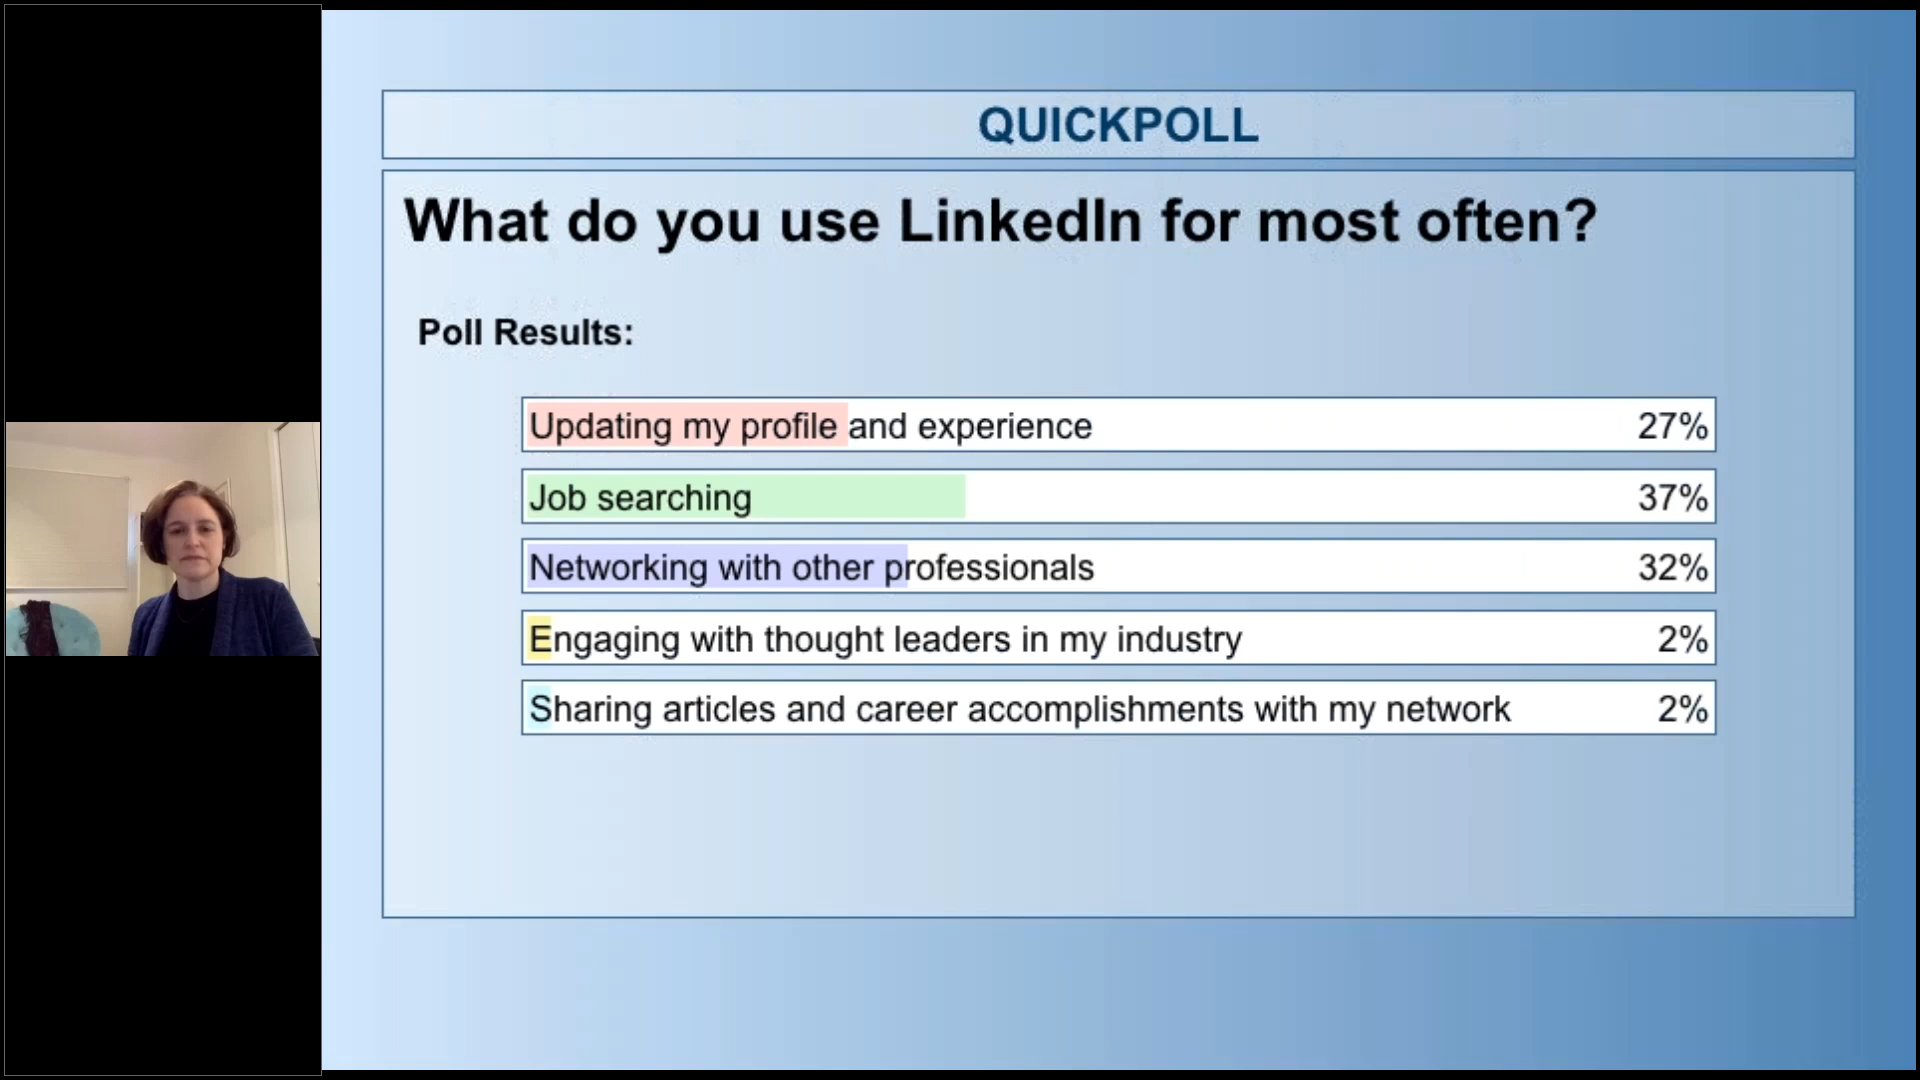 QUICKPOLL
What do you use LinkedIn for most often?
Poll Results:
Updating my profile and experience 27%
Job searching 37%
Networking with other professionals 32%
Engaging with thought leaders in my industry 2%
Sharing articles and career accomplishments with my network 2%